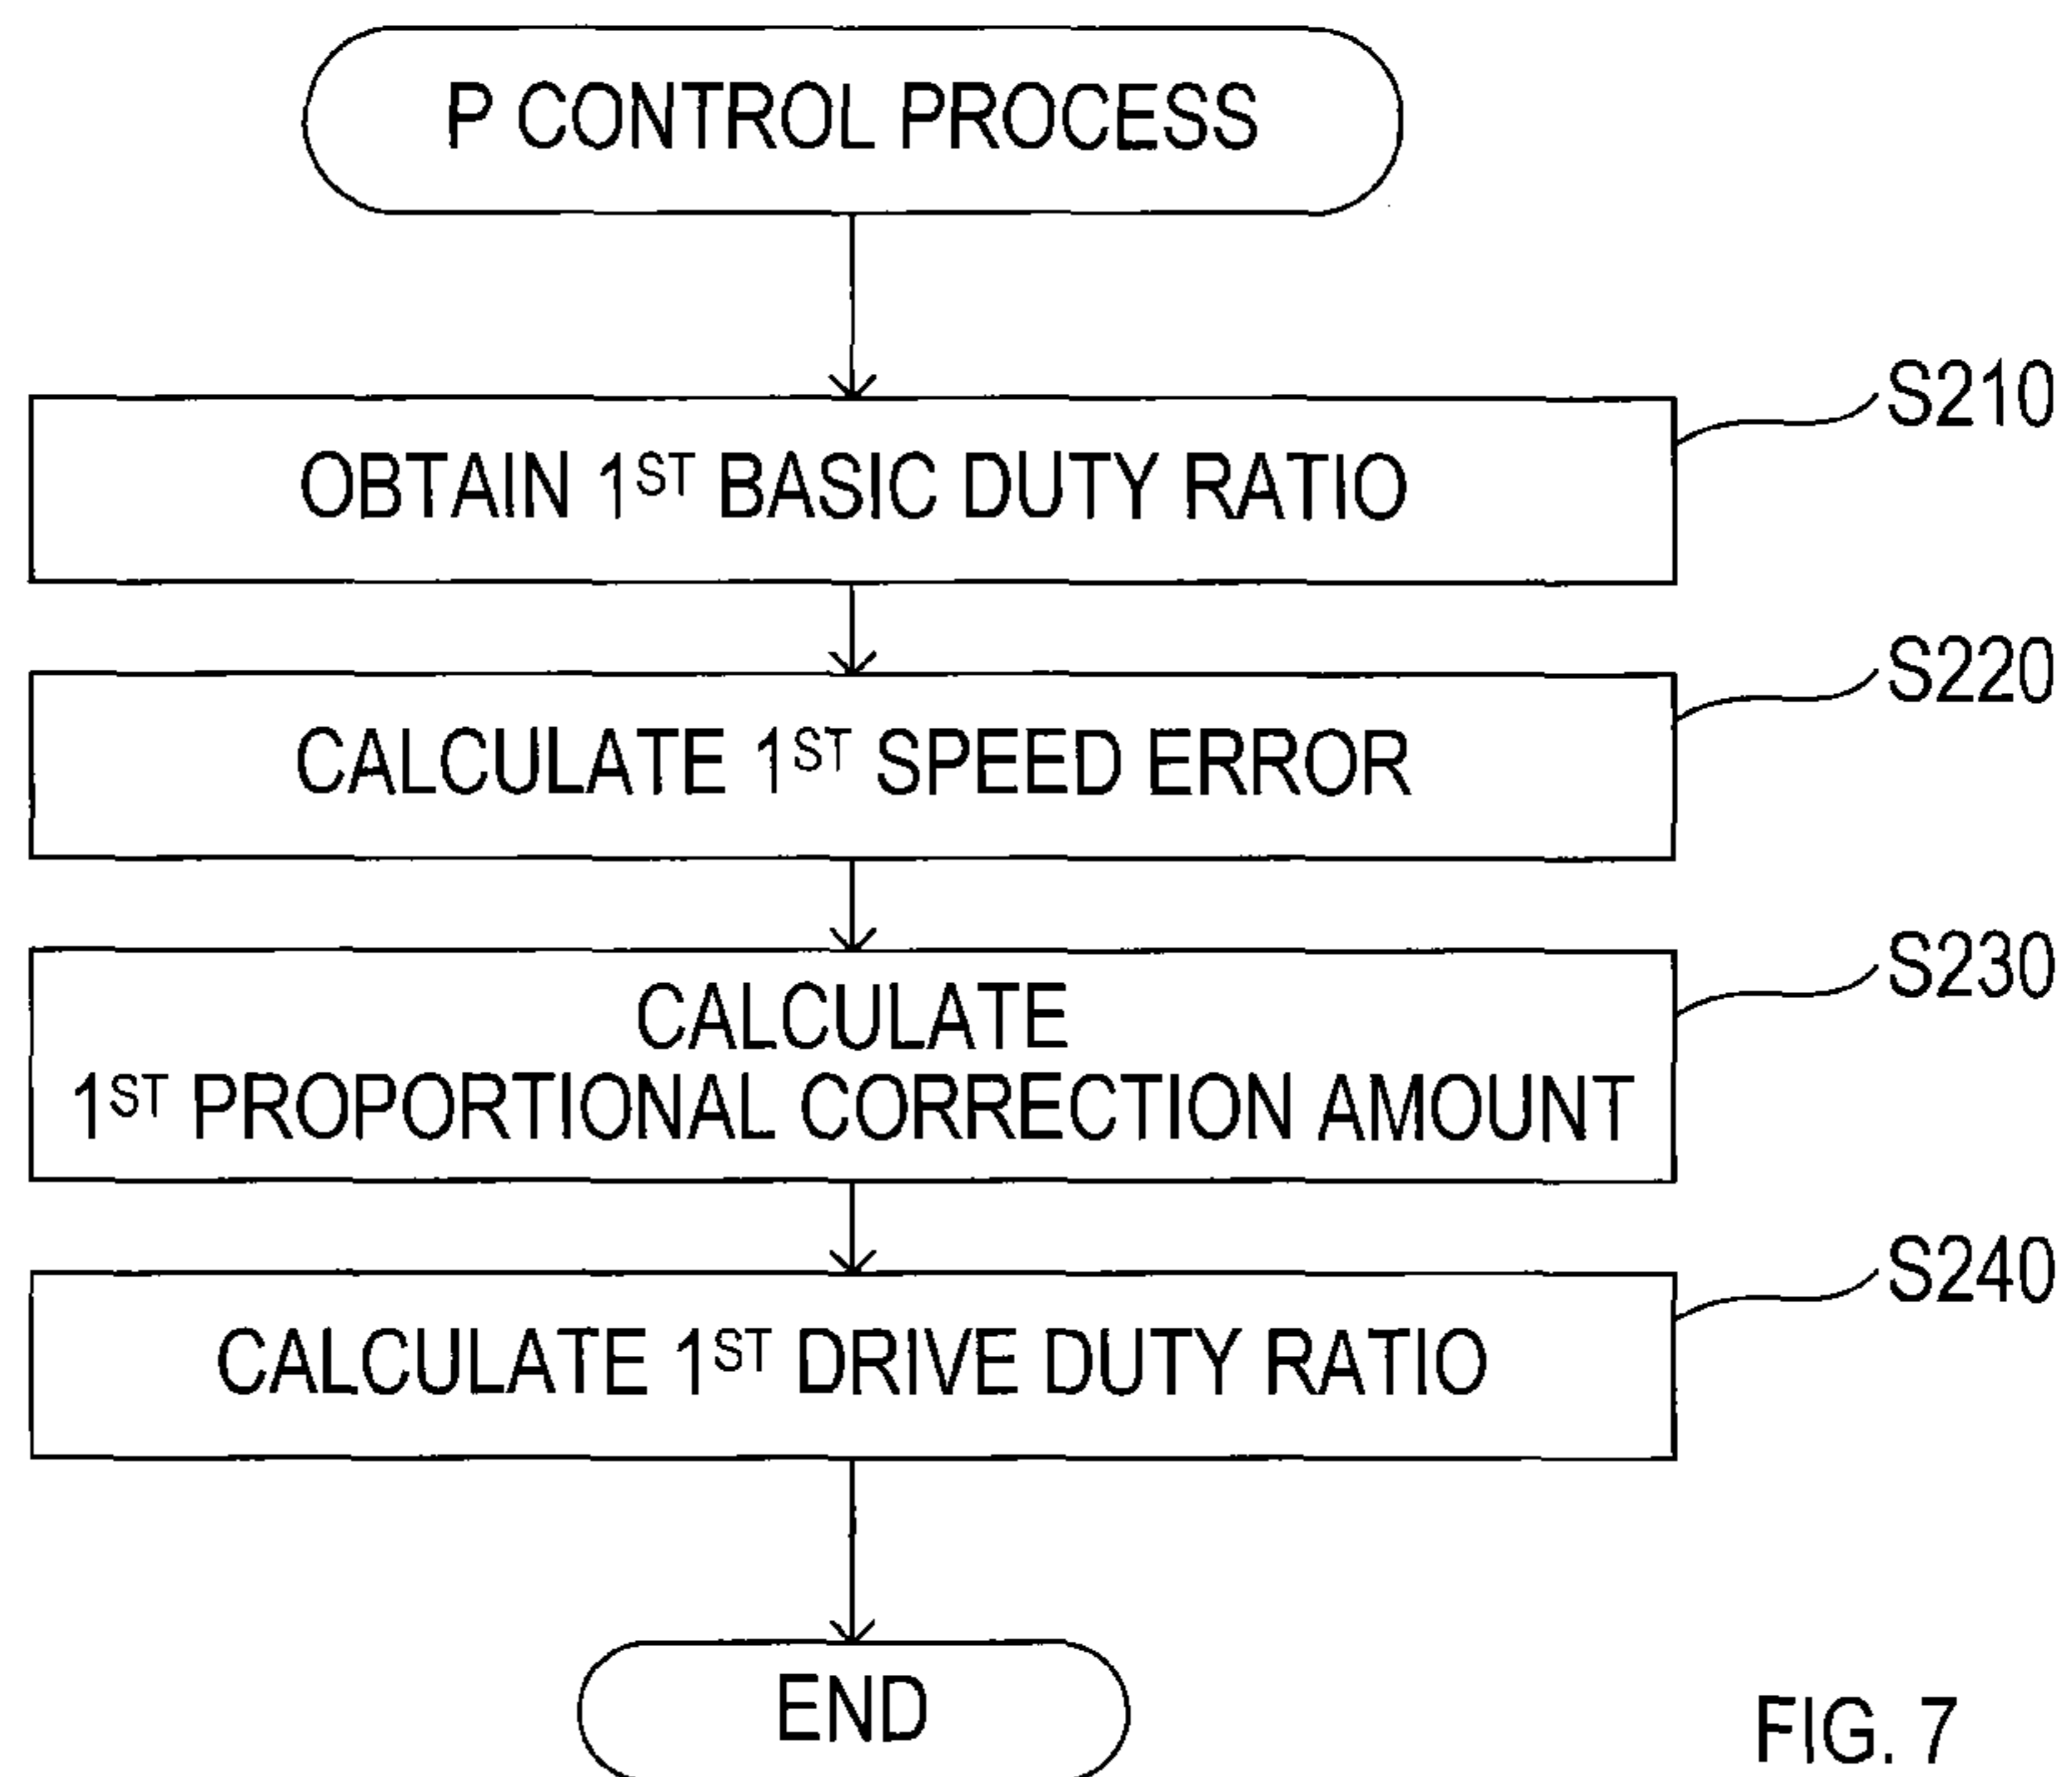 P CONTROL PROCESS
S210
OBTAIN 1ST BASIC DUTY RATIO
S220
CALCULATE 1ST SPEED ERROR
S230
CALCULATE
1ST PROPORTIONAL CORRECTION AMOUNT
S240
CALCULATE 1ST DRIVE DUTY RATIO
END
FIG. 7